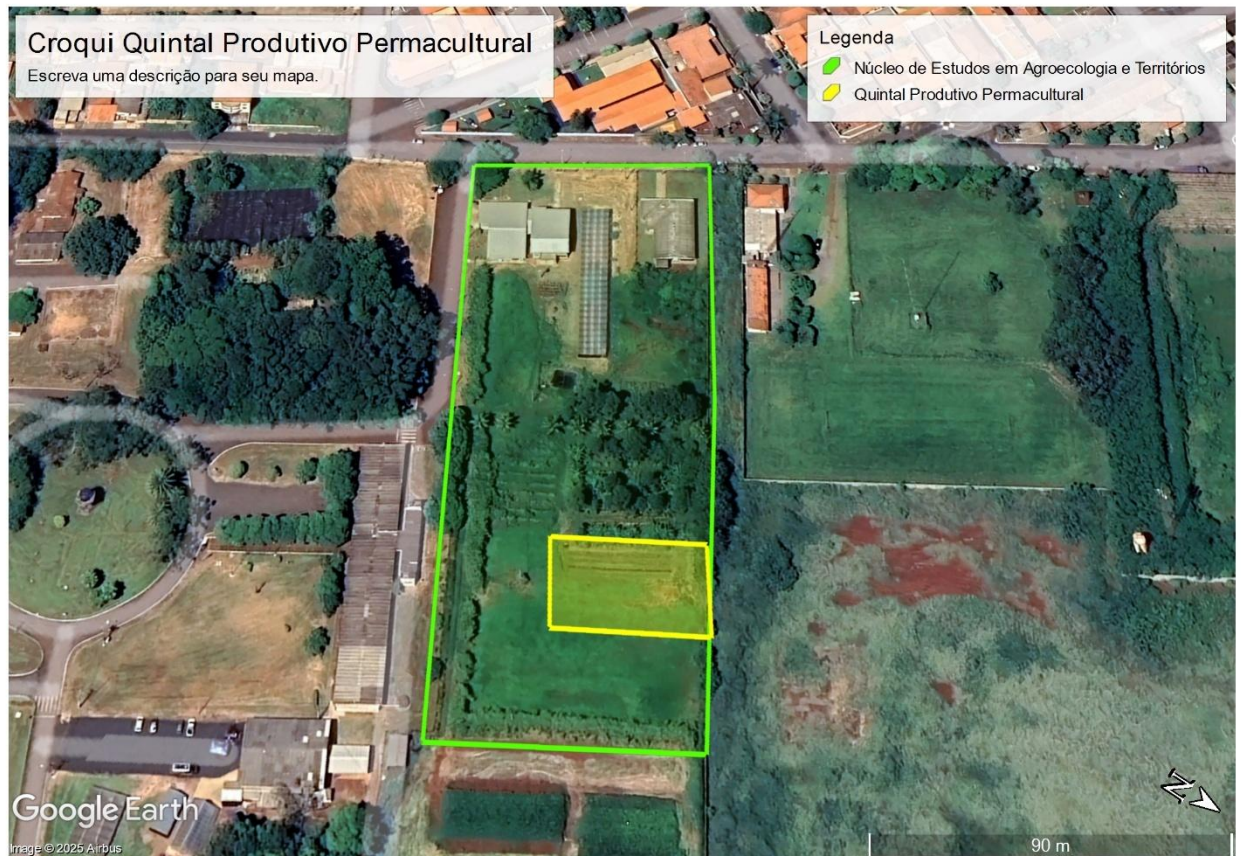 Croqui Quintal Produtivo Permacultural
Escreva uma descrição para seu mapa.
Legenda
Núcleo de Estudos em Agroecologia e Territórios
Quintal Produtivo Permacultural
N
Google Earth
Image © 2025 Airbus
90 m